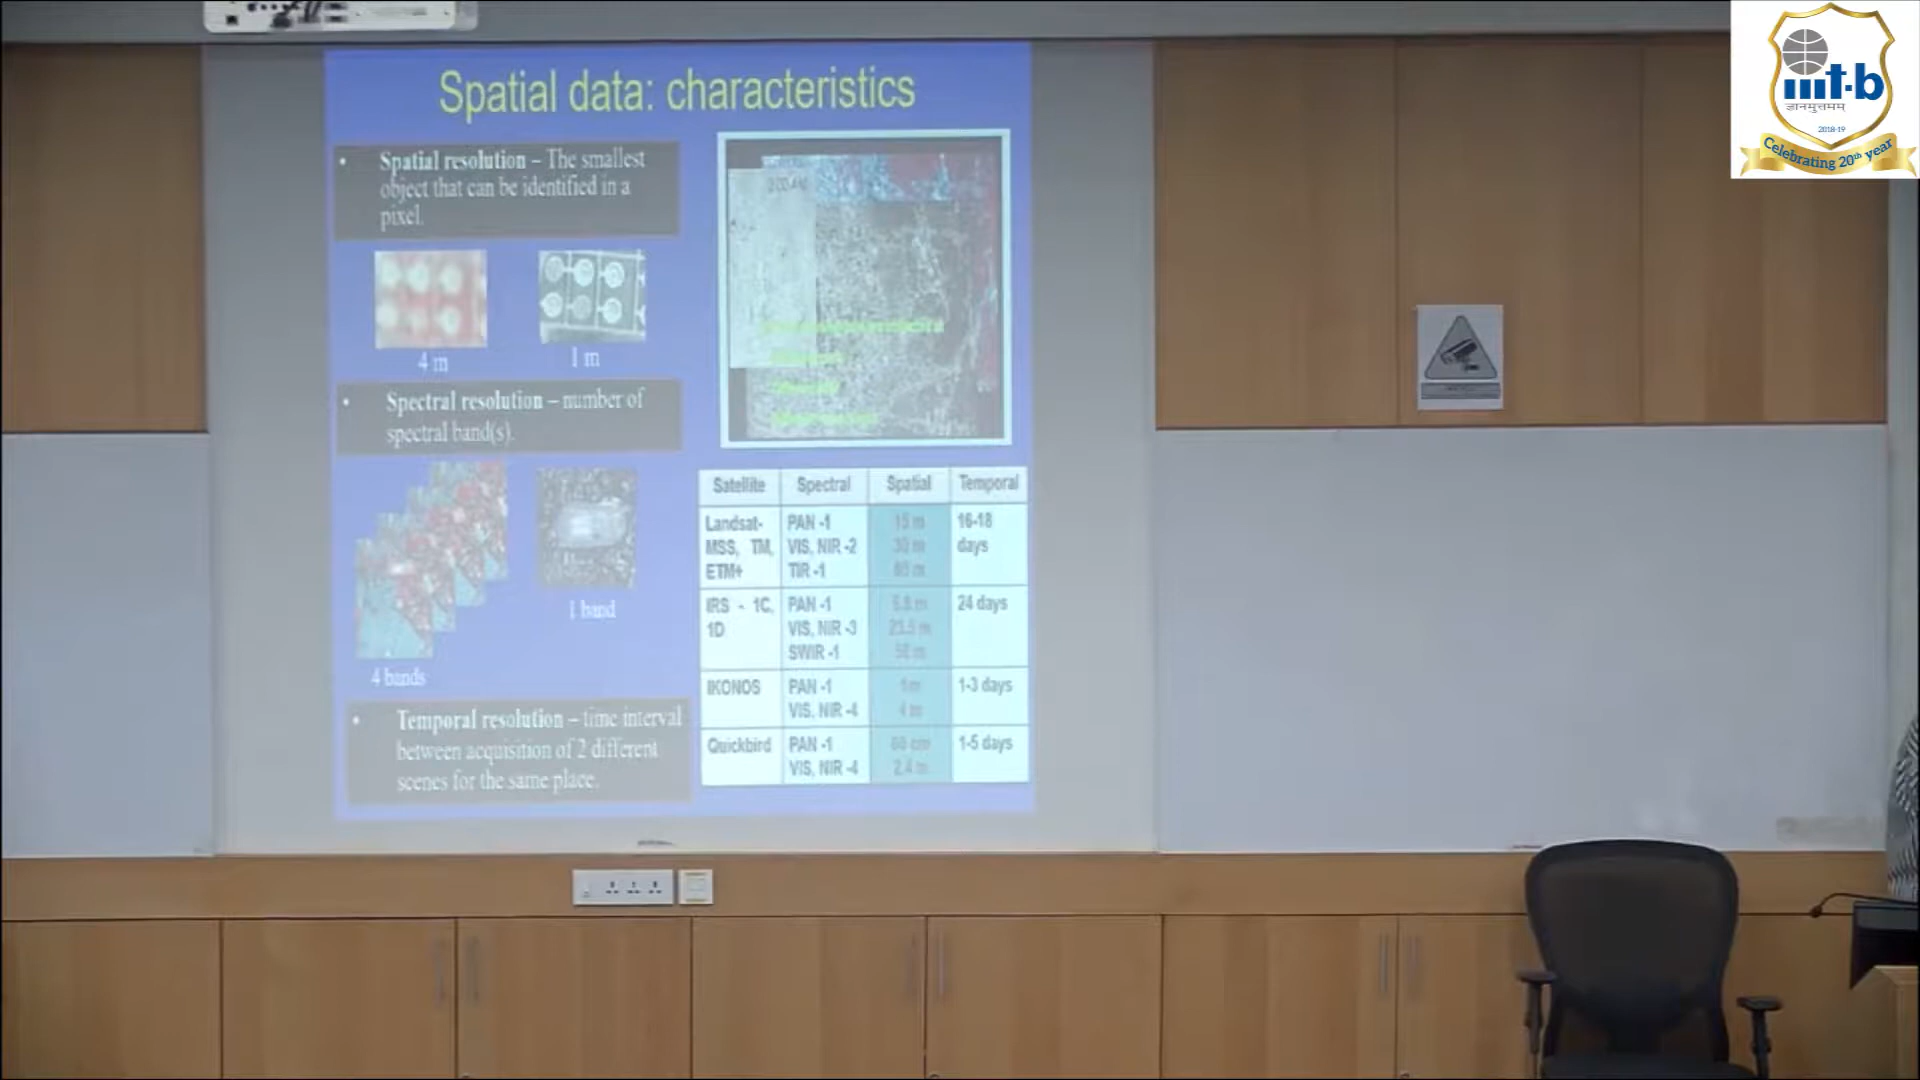 Spatial data: characteristics
• Spatial resolution – The smallest
object that can be identified in a
pixel.
4 m
1 m
• Spectral resolution – number of
spectral band(s).
1 band
4 bands
• Temporal resolution – time interval
between acquisition of 2 different
scenes for the same place.
Satellite Spectral Spatial Temporal
Landsat- PAN -1 15 m 16-18
MSS, TM, VIS, NIR -2 30 m days
ETM+ TIR -1
IRS - 1C, PAN -1 5.8 m 24 days
1D VIS, NIR -3 23.5 m
SWIR -1
IKONOS PAN -1 1 m 1-3 days
VIS, NIR -4 4 m
Quickbird PAN -1 1-5 days
VIS, NIR -4 2.4 m
iiit-b
ज्ञानमुत्तमम्
2018-19
Celebrating 20th year